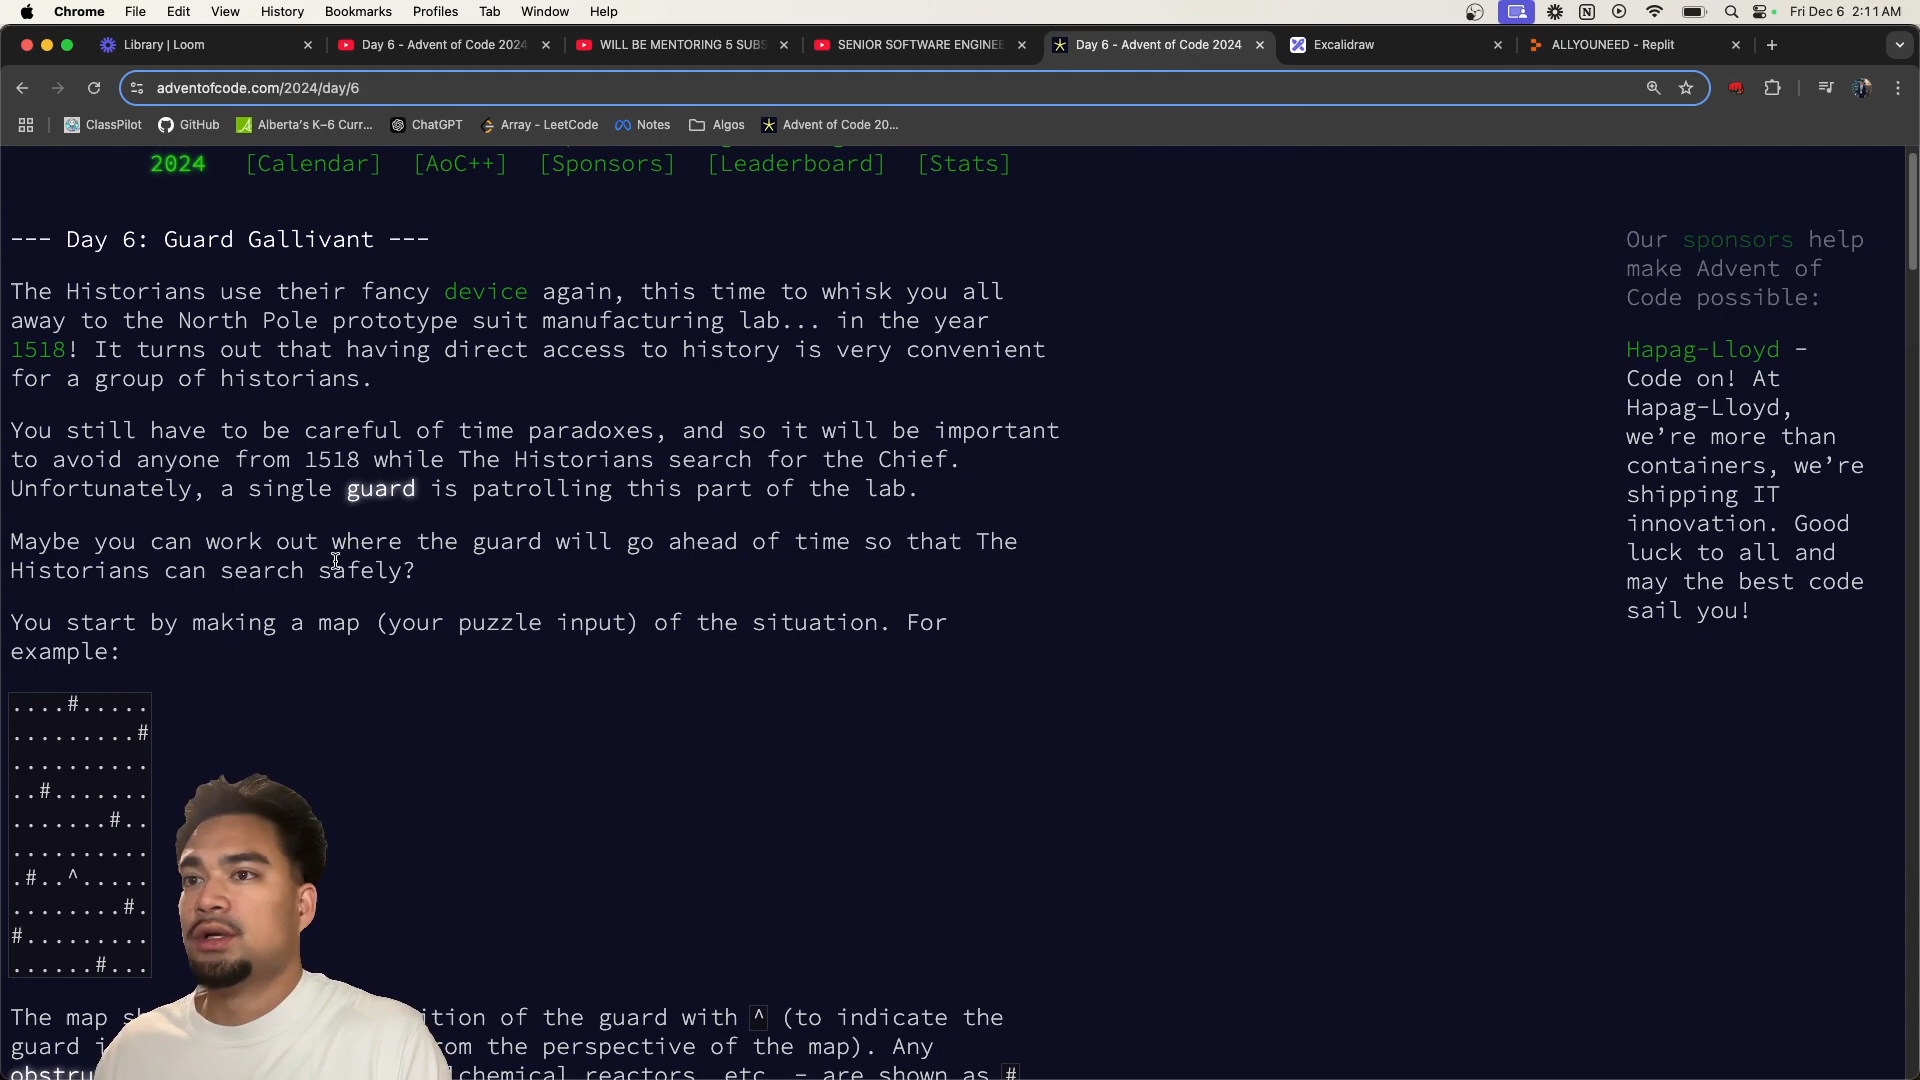 Chrome File Edit View History Bookmarks Profiles Tab Window Help Fri Dec 6 2:11 AM
Library | Loom Day 6 - Advent of Code 2024 WILL BE MENTORING 5 SUBS SENIOR SOFTWARE ENGINEE Day 6 - Advent of Code 2024 Excalidraw ALLYOUNEED - Replit
adventofcode.com/2024/day/6
ClassPilot GitHub Alberta's K–6 Curr... ChatGPT Array - LeetCode Notes Algos Advent of Code 20...
2024 [Calendar] [AoC++] [Sponsors] [Leaderboard] [Stats]
--- Day 6: Guard Gallivant ---
The Historians use their fancy device again, this time to whisk you all
away to the North Pole prototype suit manufacturing lab... in the year
1518! It turns out that having direct access to history is very convenient
for a group of historians.
You still have to be careful of time paradoxes, and so it will be important
to avoid anyone from 1518 while The Historians search for the Chief.
Unfortunately, a single guard is patrolling this part of the lab.
Maybe you can work out where the guard will go ahead of time so that The
Historians can search safely?
You start by making a map (your puzzle input) of the situation. For
example:
....#.....
.........#
..........
..#.......
.......#..
..........
.#..^.....
........#.
#.........
......#...
The map ition of the guard with ^ (to indicate the
guard om the perspective of the map). Any
obstru lchemical reactors, etc. - are shown as #
Our sponsors help
make Advent of
Code possible:
Hapag-Lloyd -
Code on! At
Hapag-Lloyd,
we're more than
containers, we're
shipping IT
innovation. Good
luck to all and
may the best code
sail you!